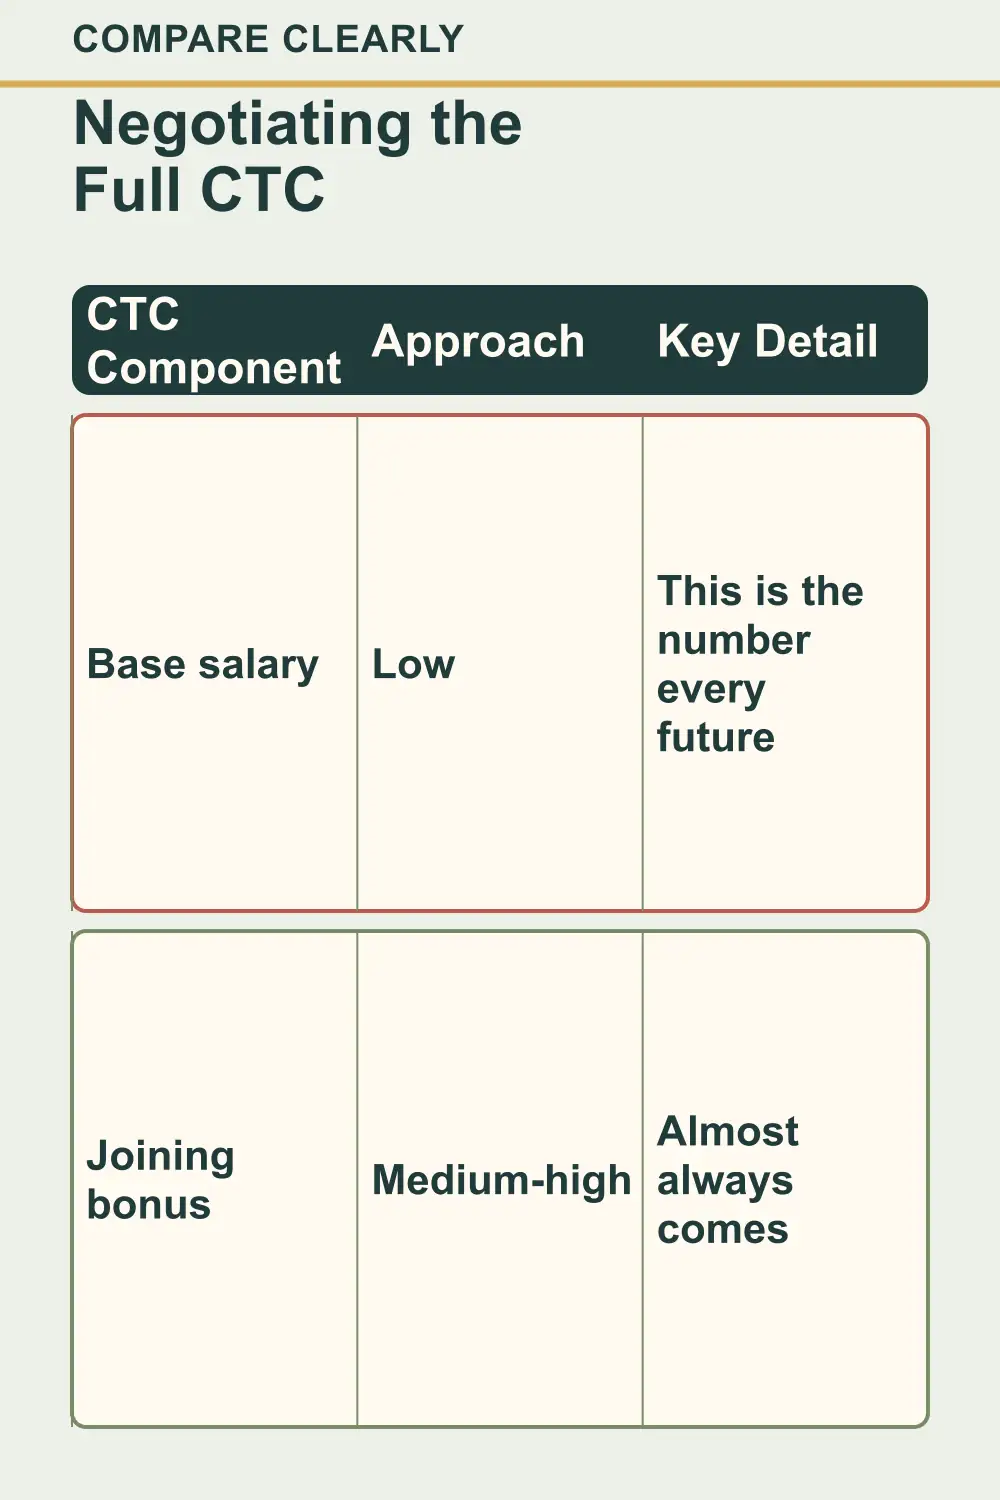 COMPARE CLEARLY
Negotiating the
Full CTC
CTC
Component
Approach
Key Detail
Base salary
Low
This is the
number
every
future
Joining
bonus
Medium-high
Almost
always
comes